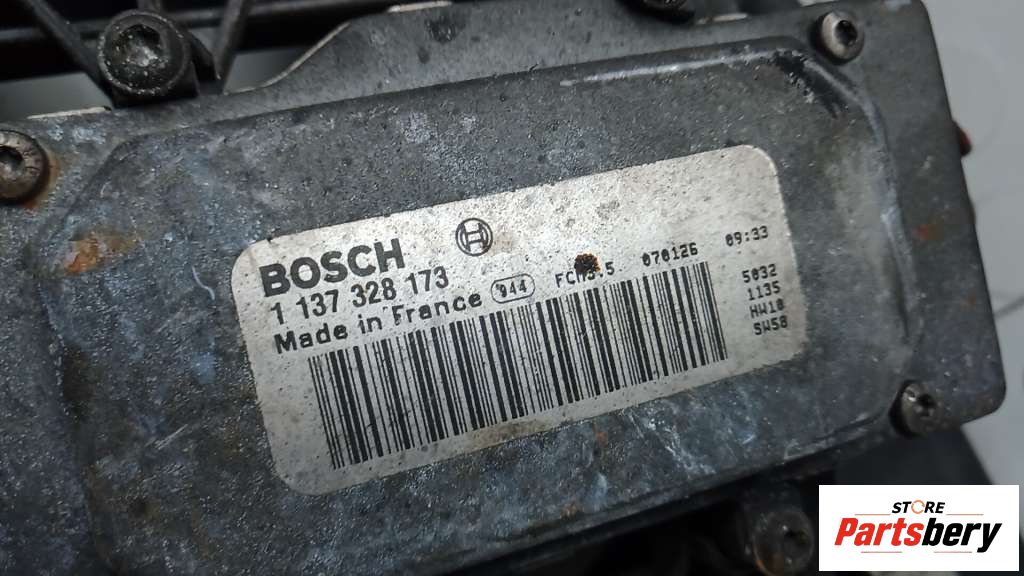 BOSCH
1 137 328 173
Made in France 944 070126 09:33
5032
1135
HW10
SW58
STORE
Partsbery